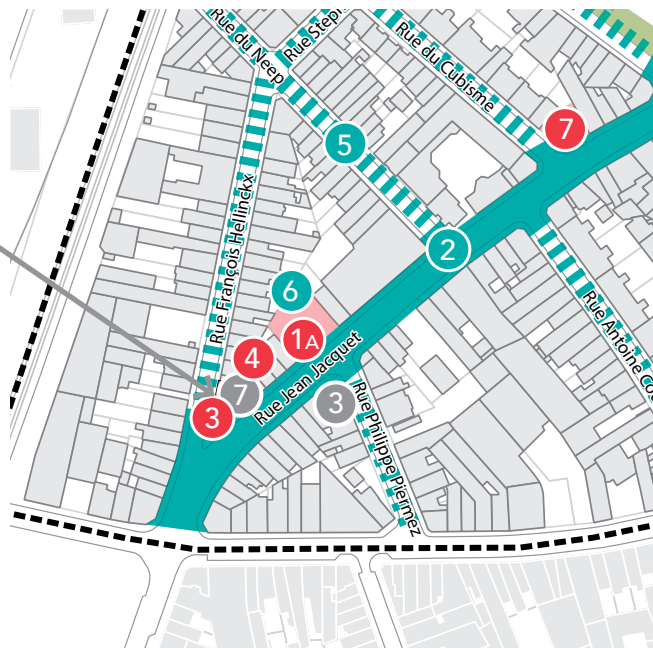 Rue du Neep
Rue Steph
Rue du Cubisme
7
5
2
Rue François Hellinckx
6
1A
4
Rue Jean Jacquet
7
3
3
Rue Philippe Piermez
Rue Antoine Cou